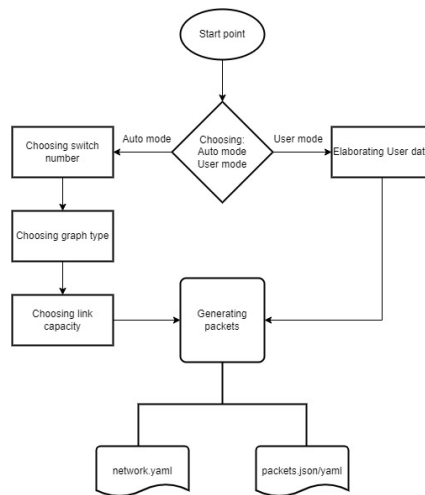 Start point
Choosing:
Auto mode
User mode
Auto mode
User mode
Choosing switch
number
Elaborating User dat
Choosing graph type
Choosing link
capacity
Generating
packets
network.yaml
packets.json/yaml